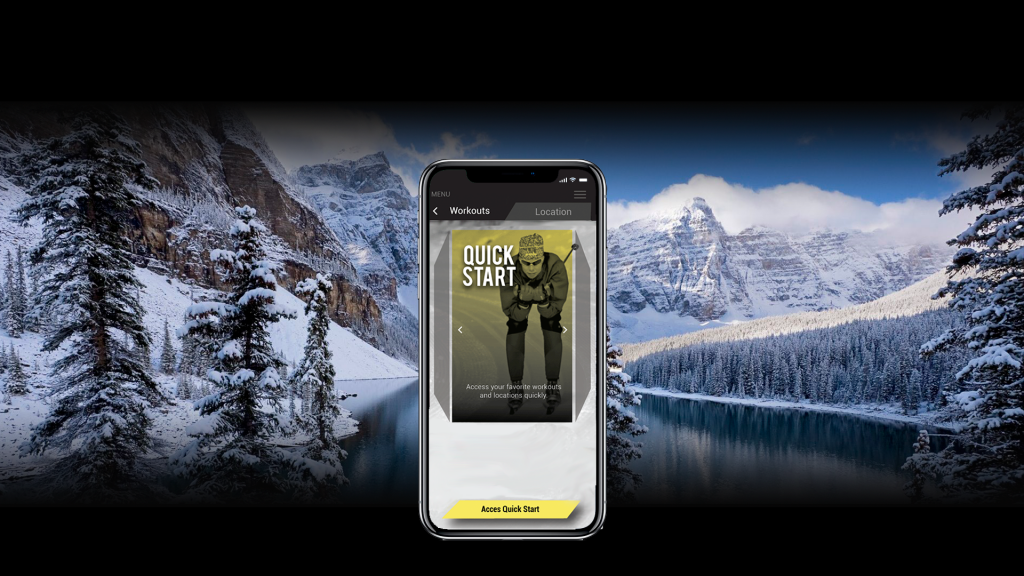 MENU
Workouts
Location
QUICK
START
Access your favorite workouts
and locations quickly.
Acces Quick Start